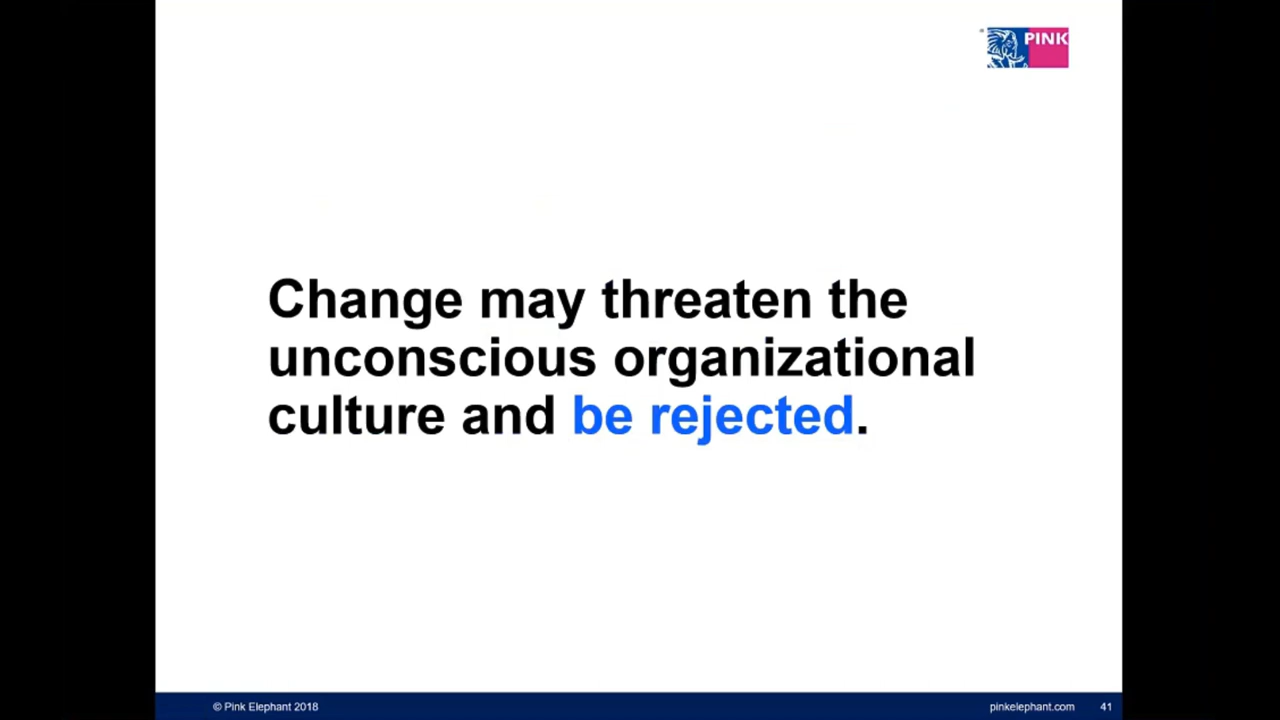 PINK
Change may threaten the
unconscious organizational
culture and be rejected.
© Pink Elephant 2018
pinkelephant.com
41